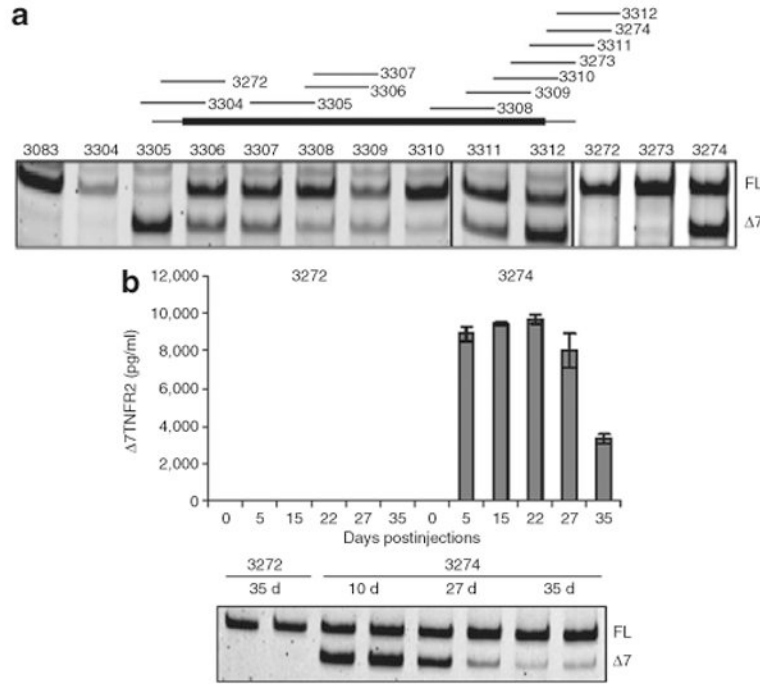 a
3312
3274
3311
3273
3307 3310
3272 3306 3309
3304 3305 3308
3083 3304 3305 3306 3307 3308 3309 3310 3311 3312 3272 3273 3274
FL
Δ7
b
12,000 3272 3274
10,000
8,000
6,000
4,000
2,000
0
Δ7TNFR2 (pg/ml)
0 5 15 22 27 35 0 5 15 22 27 35
Days postinjections
3272 3274
35 d 10 d 27 d 35 d
FL
Δ7